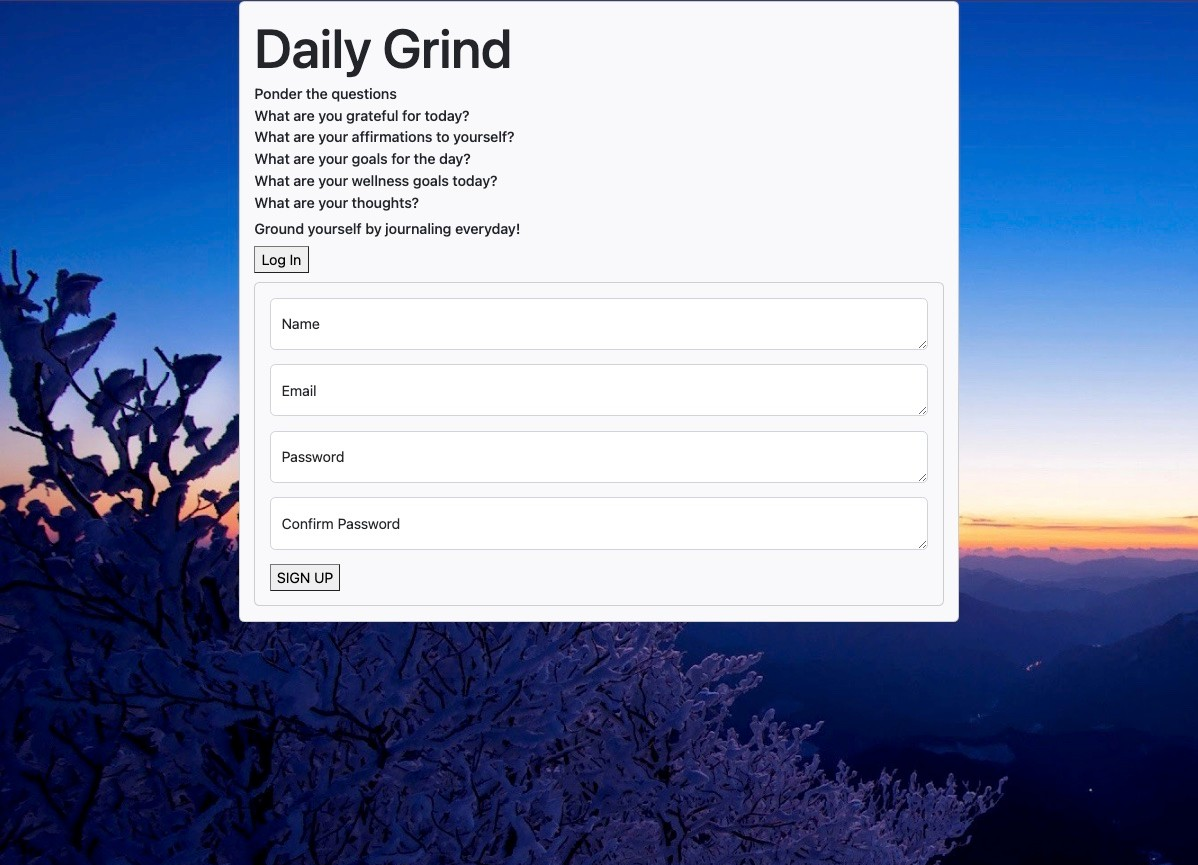 Daily Grind
Ponder the questions
What are you grateful for today?
What are your affirmations to yourself?
What are your goals for the day?
What are your wellness goals today?
What are your thoughts?
Ground yourself by journaling everyday!
Log In
Name
Email
Password
Confirm Password
SIGN UP